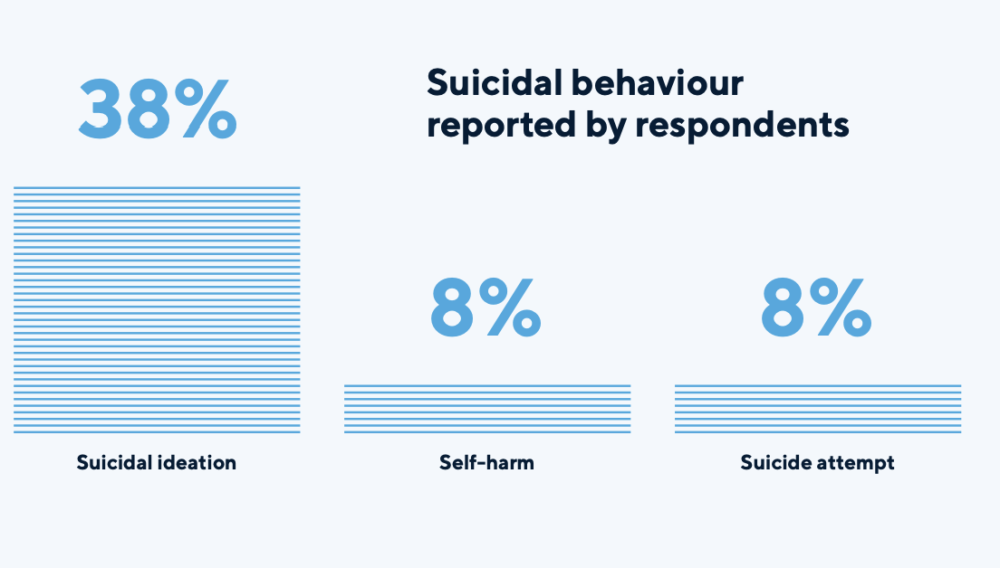 38%
Suicidal behaviour
reported by respondents
8%
8%
Suicidal ideation
Self-harm
Suicide attempt